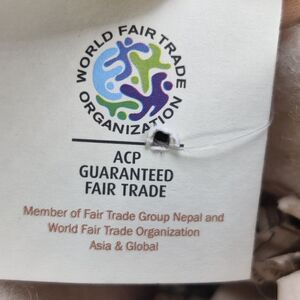 WORLD FAIR TRADE
ORGANIZATION
ACP
GUARANTEED
FAIR TRADE
Member of Fair Trade Group Nepal and
World Fair Trade Organization
Asia & Global